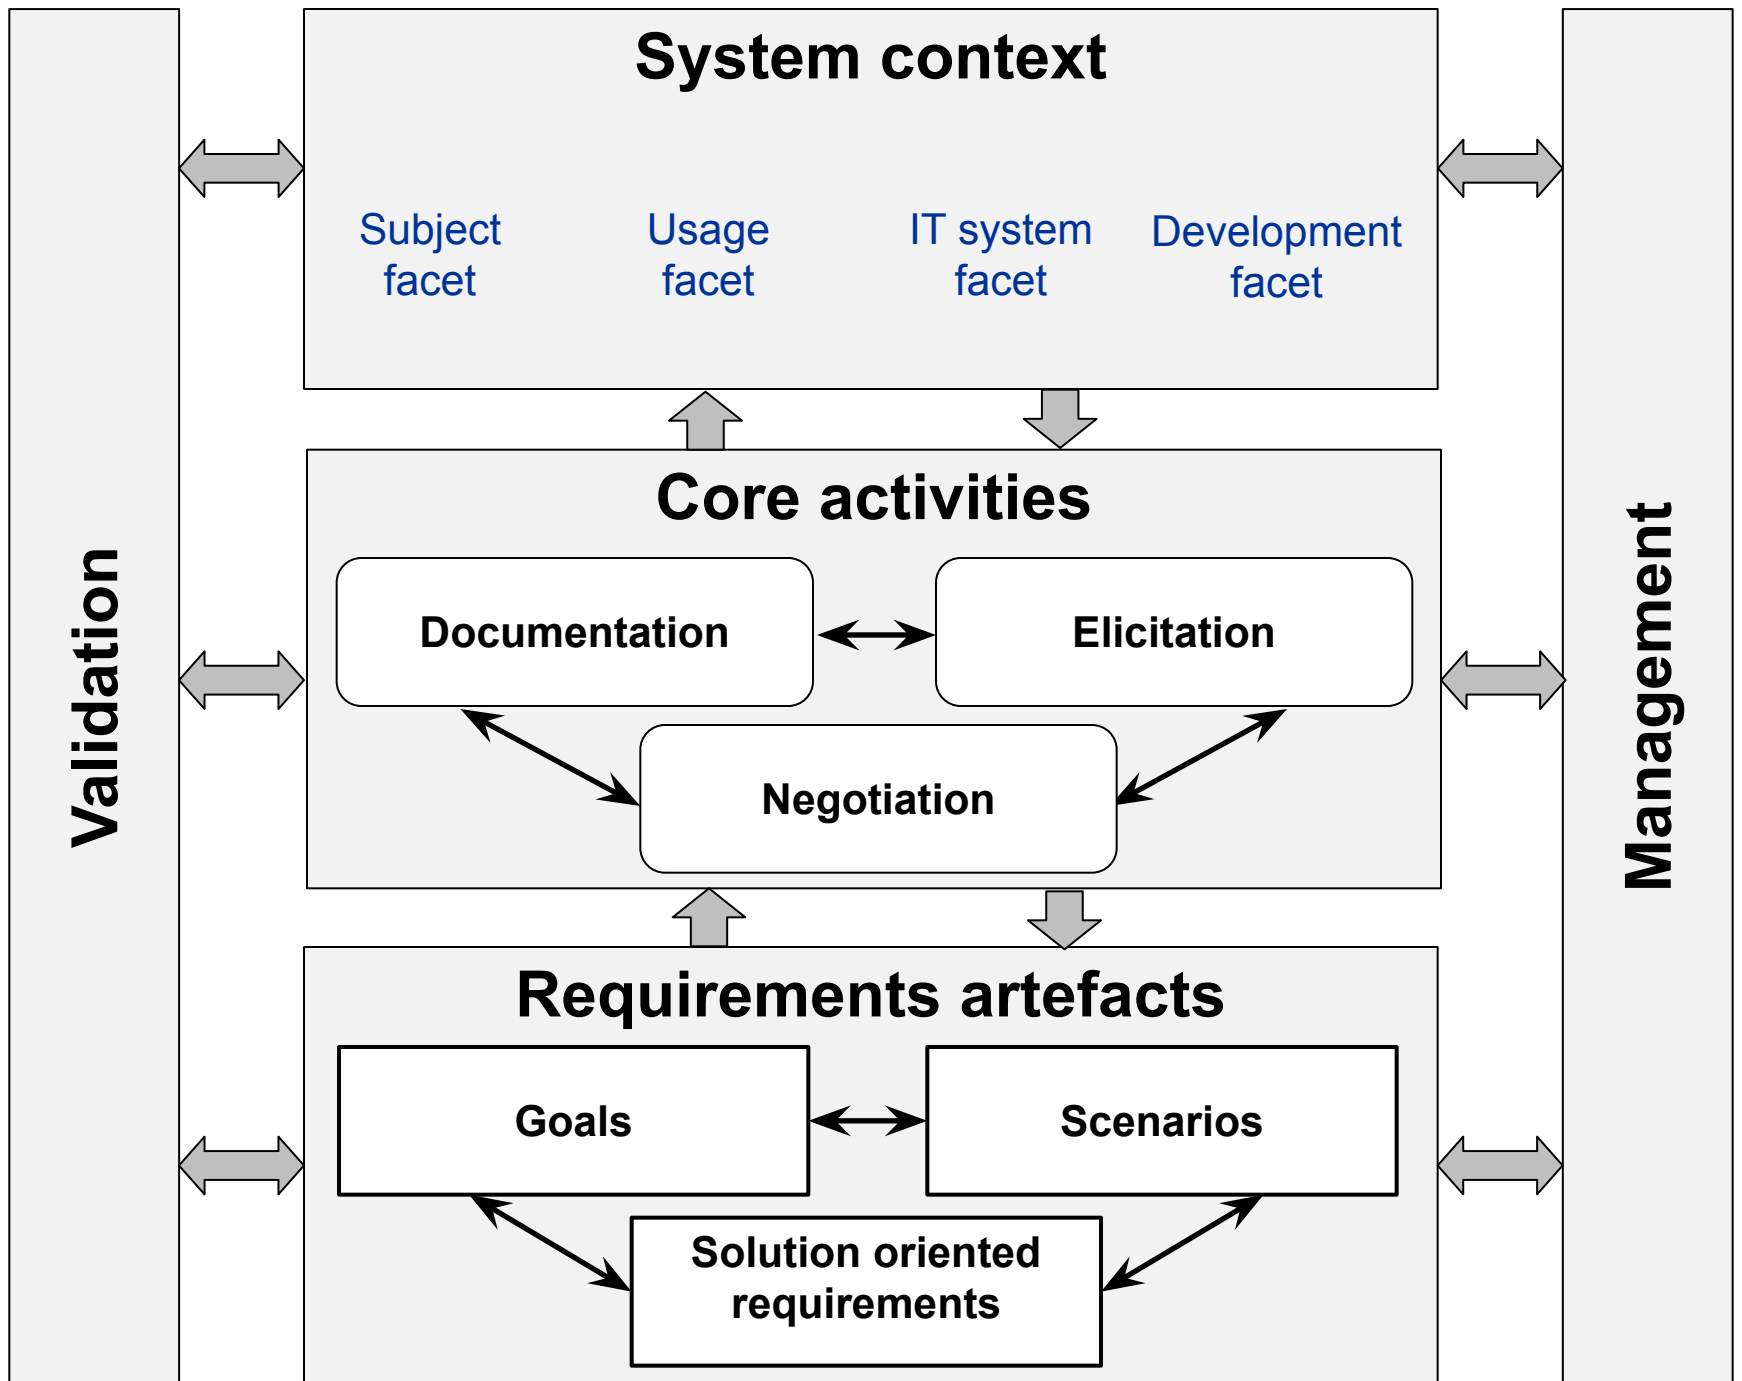 System context
Subject
facet
Usage
facet
IT system
facet
Development
facet
Validation
Core activities
Documentation
Elicitation
Negotiation
Management
Requirements artefacts
Goals
Scenarios
Solution oriented
requirements